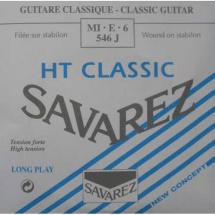 GUITARE CLASSIQUE - CLASSIC GUITAR
Filée sur stabilon
MI - E - 6
546 J
Wound on stabilon
HT CLASSIC
SAVAREZ
Tension forte
High tension
LONG PLAY
SAVAREZ
NEW CONCEPT